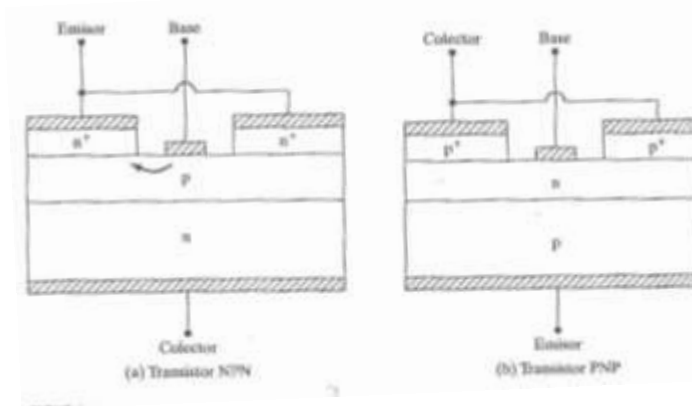 Emisor Base
Colector Base
n+ n+
p
n
Colector
(a) Transistor NPN
p+ p+
n
p
Emisor
(b) Transistor PNP